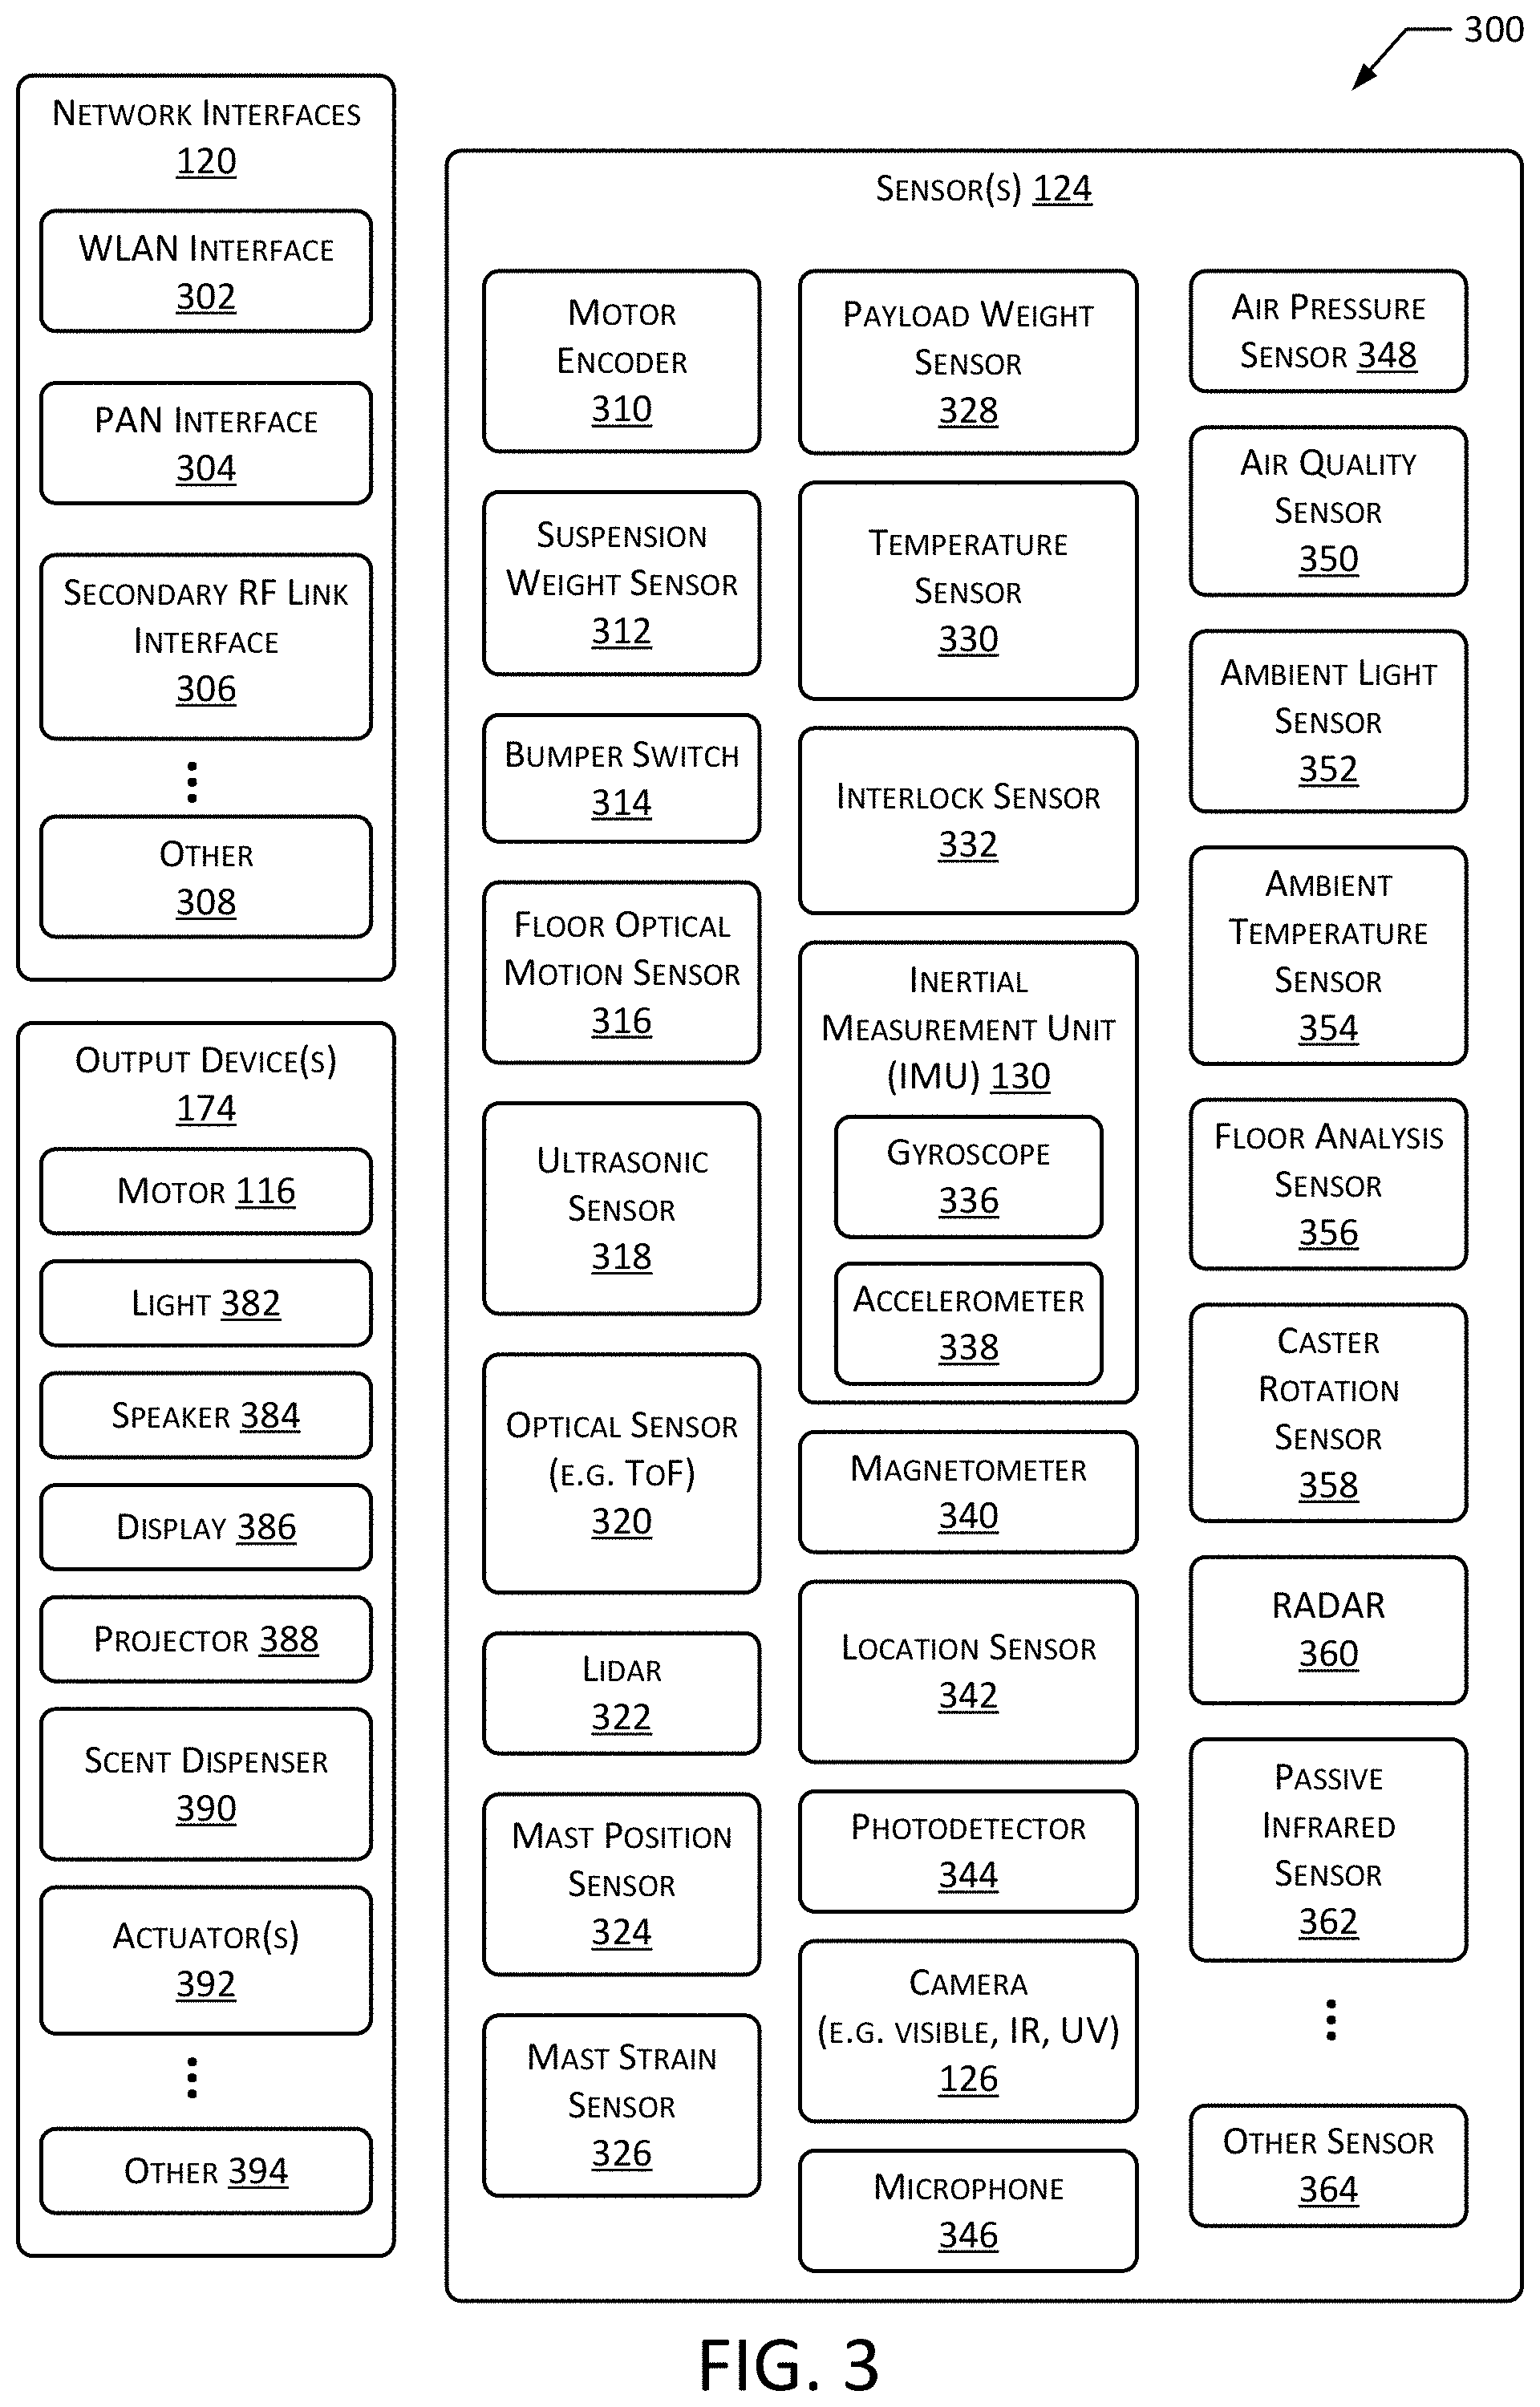 300
NETWORK INTERFACES
120
WLAN INTERFACE
302
PAN INTERFACE
304
SECONDARY RF LINK
INTERFACE
306
OTHER
308
OUTPUT DEVICE(S)
174
MOTOR 116
LIGHT 382
SPEAKER 384
DISPLAY 386
PROJECTOR 388
SCENT DISPENSER
390
ACTUATOR(S)
392
OTHER 394
SENSOR(S) 124
MOTOR
ENCODER
310
SUSPENSION
WEIGHT SENSOR
312
BUMPER SWITCH
314
FLOOR OPTICAL
MOTION SENSOR
316
ULTRASONIC
SENSOR
318
OPTICAL SENSOR
(E.G. TOF)
320
LIDAR
322
MAST POSITION
SENSOR
324
MAST STRAIN
SENSOR
326
PAYLOAD WEIGHT
SENSOR
328
TEMPERATURE
SENSOR
330
INTERLOCK SENSOR
332
INERTIAL
MEASUREMENT UNIT
(IMU) 130
GYROSCOPE
336
ACCELEROMETER
338
MAGNETOMETER
340
LOCATION SENSOR
342
PHOTODETECTOR
344
CAMERA
(E.G. VISIBLE, IR, UV)
126
MICROPHONE
346
AIR PRESSURE
SENSOR 348
AIR QUALITY
SENSOR
350
AMBIENT LIGHT
SENSOR
352
AMBIENT
TEMPERATURE
SENSOR
354
FLOOR ANALYSIS
SENSOR
356
CASTER
ROTATION
SENSOR
358
RADAR
360
PASSIVE
INFRARED
SENSOR
362
OTHER SENSOR
364
FIG. 3